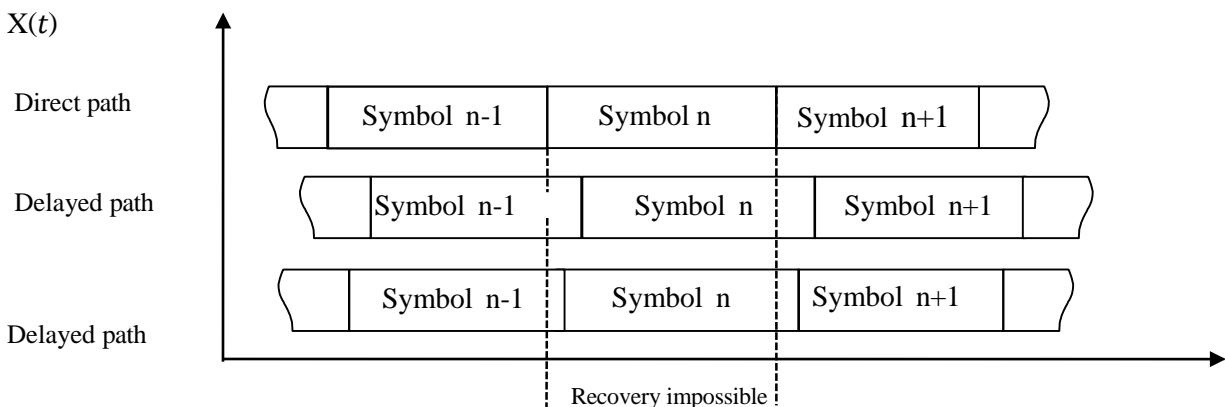 X(t)
Direct path
Symbol n-1 Symbol n Symbol n+1
Delayed path
Symbol n-1 Symbol n Symbol n+1
Delayed path
Symbol n-1 Symbol n Symbol n+1
Recovery impossible